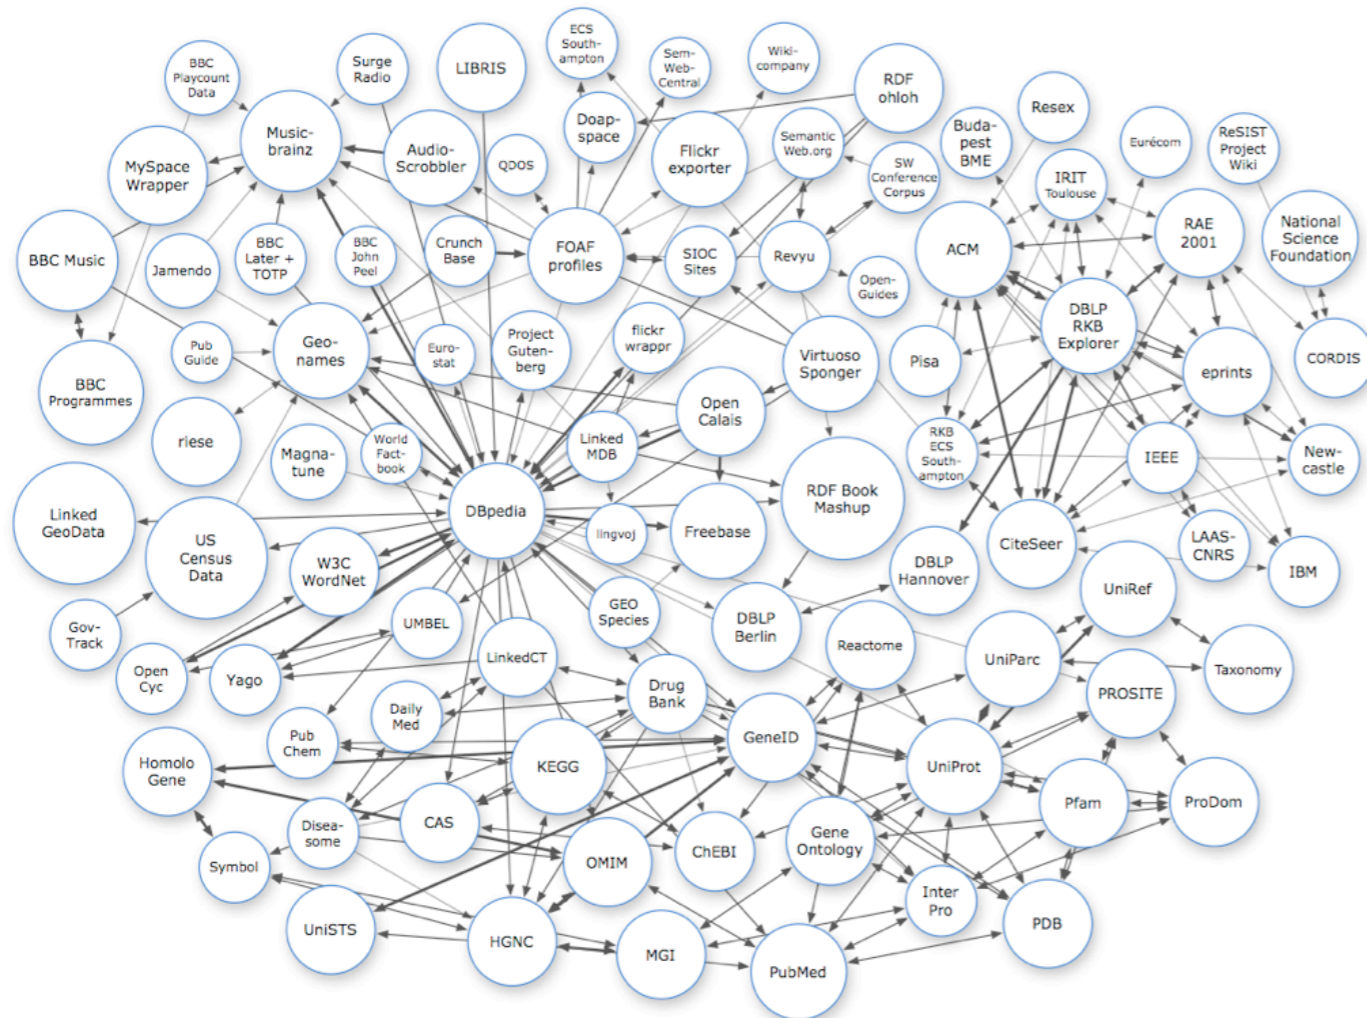 BBC
Playcount
Data
Surge
Radio
LIBRIS
ECS
South-
ampton
Sem-
Web-
Central
Wiki-
company
RDF
ohloh
Resex
Music-
brainz
Audio-
Scrobbler
Doap-
space
Flickr
exporter
Semantic
Web.org
Buda-
pest
BME
Eurécom
ReSIST
Project
Wiki
MySpace
Wrapper
QDOS
SW
Conference
Corpus
IRIT
Toulouse
BBC Music
Jamendo
BBC
Later +
TOTP
BBC
John
Peel
Crunch
Base
FOAF
profiles
SIOC
Sites
Revyu
Open-
Guides
ACM
RAE
2001
National
Science
Foundation
Pub
Guide
Geo-
names
Euro-
stat
Project
Guten-
berg
flickr
wrappr
Virtuoso
Sponger
Pisa
DBLP
RKB
Explorer
eprints
CORDIS
BBC
Programmes
riese
Magna-
tune
World
Fact-
book
Linked
MDB
Open
Calais
RKB
ECS
South-
ampton
IEEE
New-
castle
Linked
GeoData
US
Census
Data
W3C
WordNet
DBpedia
lingvoj
Freebase
RDF Book
Mashup
CiteSeer
LAAS-
CNRS
IBM
DBLP
Hannover
Gov-
Track
Open
Cyc
Yago
UMBEL
LinkedCT
GEO
Species
DBLP
Berlin
Reactome
UniParc
UniRef
Taxonomy
PROSITE
Daily
Med
Drug
Bank
Pub
Chem
Homolo
Gene
KEGG
GeneID
UniProt
Pfam
ProDom
Disea-
some
CAS
OMIM
ChEBI
Gene
Ontology
Symbol
UniSTS
HGNC
MGI
PubMed
Inter
Pro
PDB